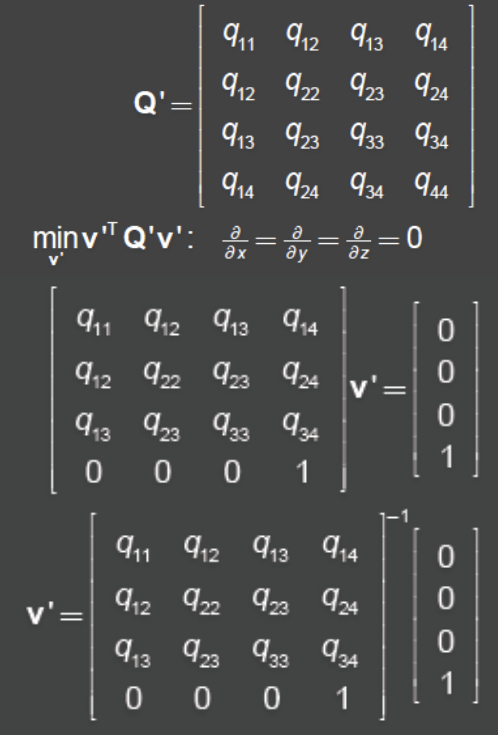 Q' = [ q11 q12 q13 q14
q12 q22 q23 q24
q13 q23 q33 q34
q14 q24 q34 q44 ]
min v' v'ᵀ Q' v' : ∂/∂x = ∂/∂y = ∂/∂z = 0
[ q11 q12 q13 q14
q12 q22 q23 q24
q13 q23 q33 q34
0 0 0 1 ] v' = [ 0 0 0 1 ]
v' = [ q11 q12 q13 q14
q12 q22 q23 q24
q13 q23 q33 q34
0 0 0 1 ]⁻¹ [ 0 0 0 1 ]